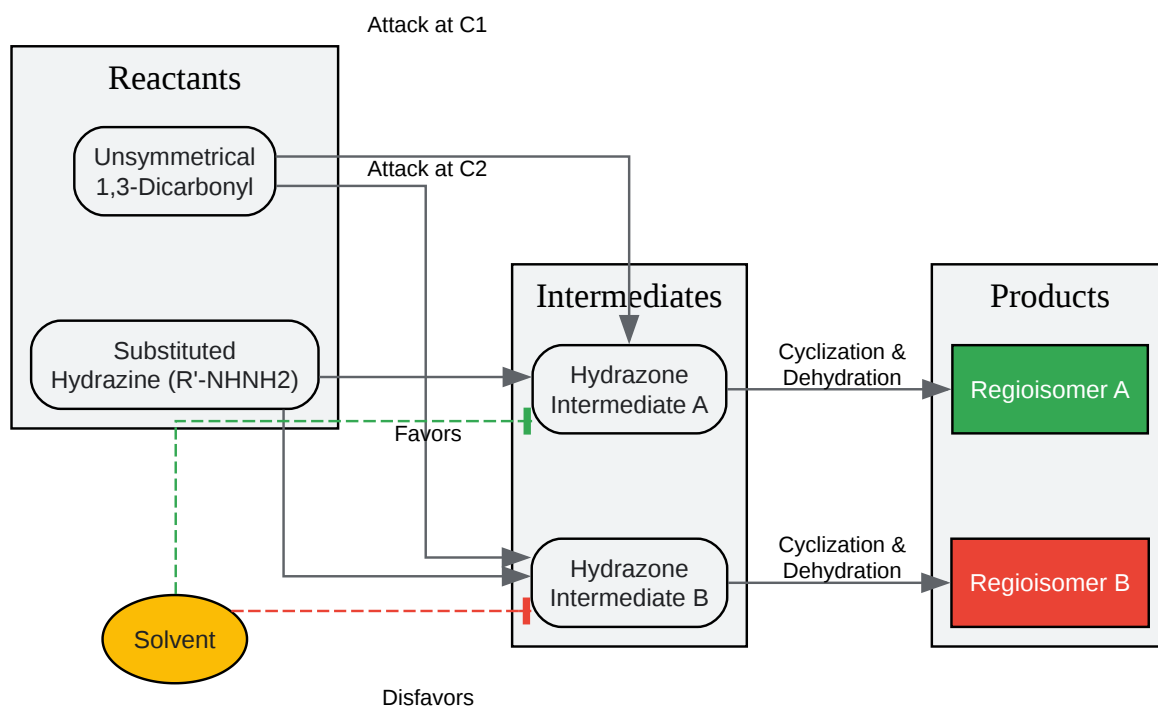 Attack at C1
Reactants
Unsymmetrical
1,3-Dicarbonyl
Attack at C2
Substituted
Hydrazine (R'-NHNH2)
Favors
Solvent
Disfavors
Intermediates
Hydrazone
Intermediate A
Hydrazone
Intermediate B
Cyclization &
Dehydration
Cyclization &
Dehydration
Products
Regioisomer A
Regioisomer B